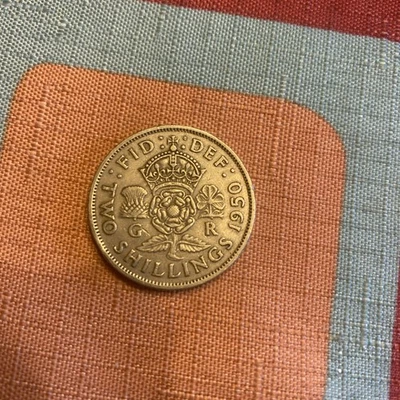 FID: DEF: 1950
TWO SHILLINGS
G R